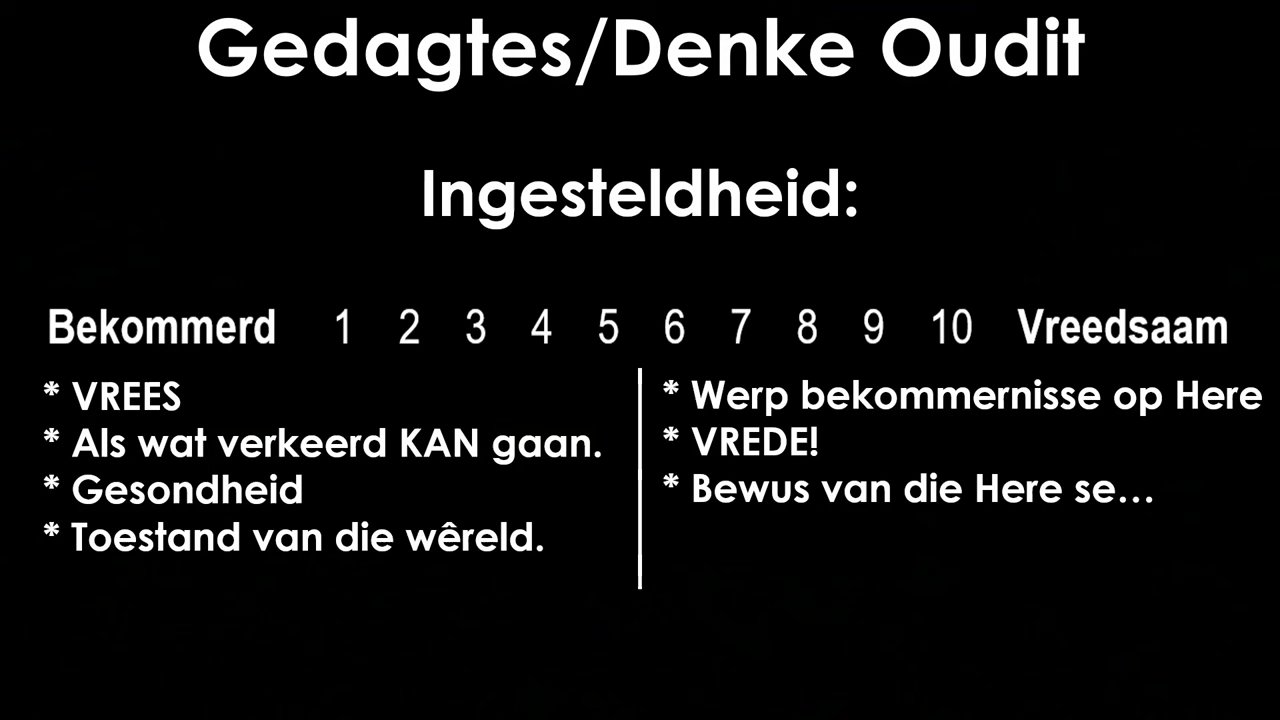 Gedagtes/Denke Oudit
Ingesteldheid:
Bekommerd 1 2 3 4 5 6 7 8 9 10 Vreedsaam
* VREES
* Als wat verkeerd KAN gaan.
* Gesondheid
* Toestand van die wêreld.
* Werp bekommernisse op Here
* VREDE!
* Bewus van die Here se…